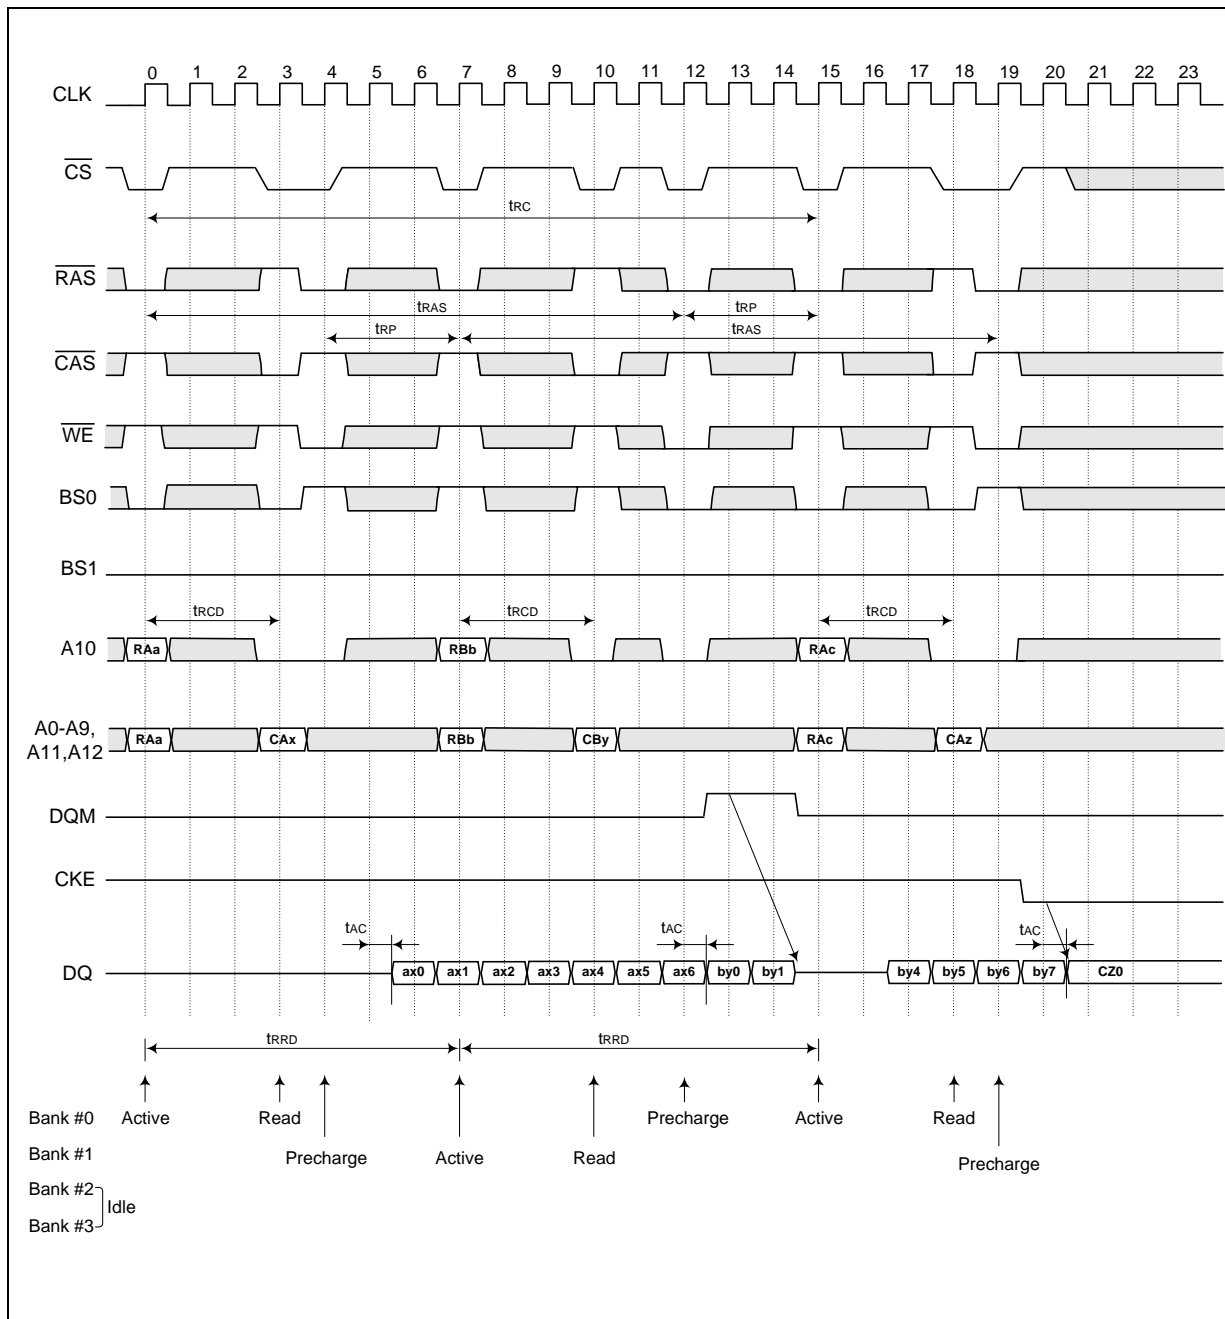 0 1 2 3 4 5 6 7 8 9 10 11 12 13 14 15 16 17 18 19 20 21 22 23
CLK
CS
tRC
RAS
tRAS tRP
tRP tRAS
CAS
WE
BS0
BS1
tRCD tRCD tRCD
A10 RAa RBb RAc
A0-A9,
A11,A12 RAa CAx RBb CBy RAc CAz
DQM
CKE
tAC tAC tAC
DQ ax0 ax1 ax2 ax3 ax4 ax5 ax6 by0 by1 by4 by5 by6 by7 CZ0
tRRD tRRD
Bank #0 Active Read Precharge Active Read
Bank #1 Precharge Active Read Precharge
Bank #2
Idle
Bank #3